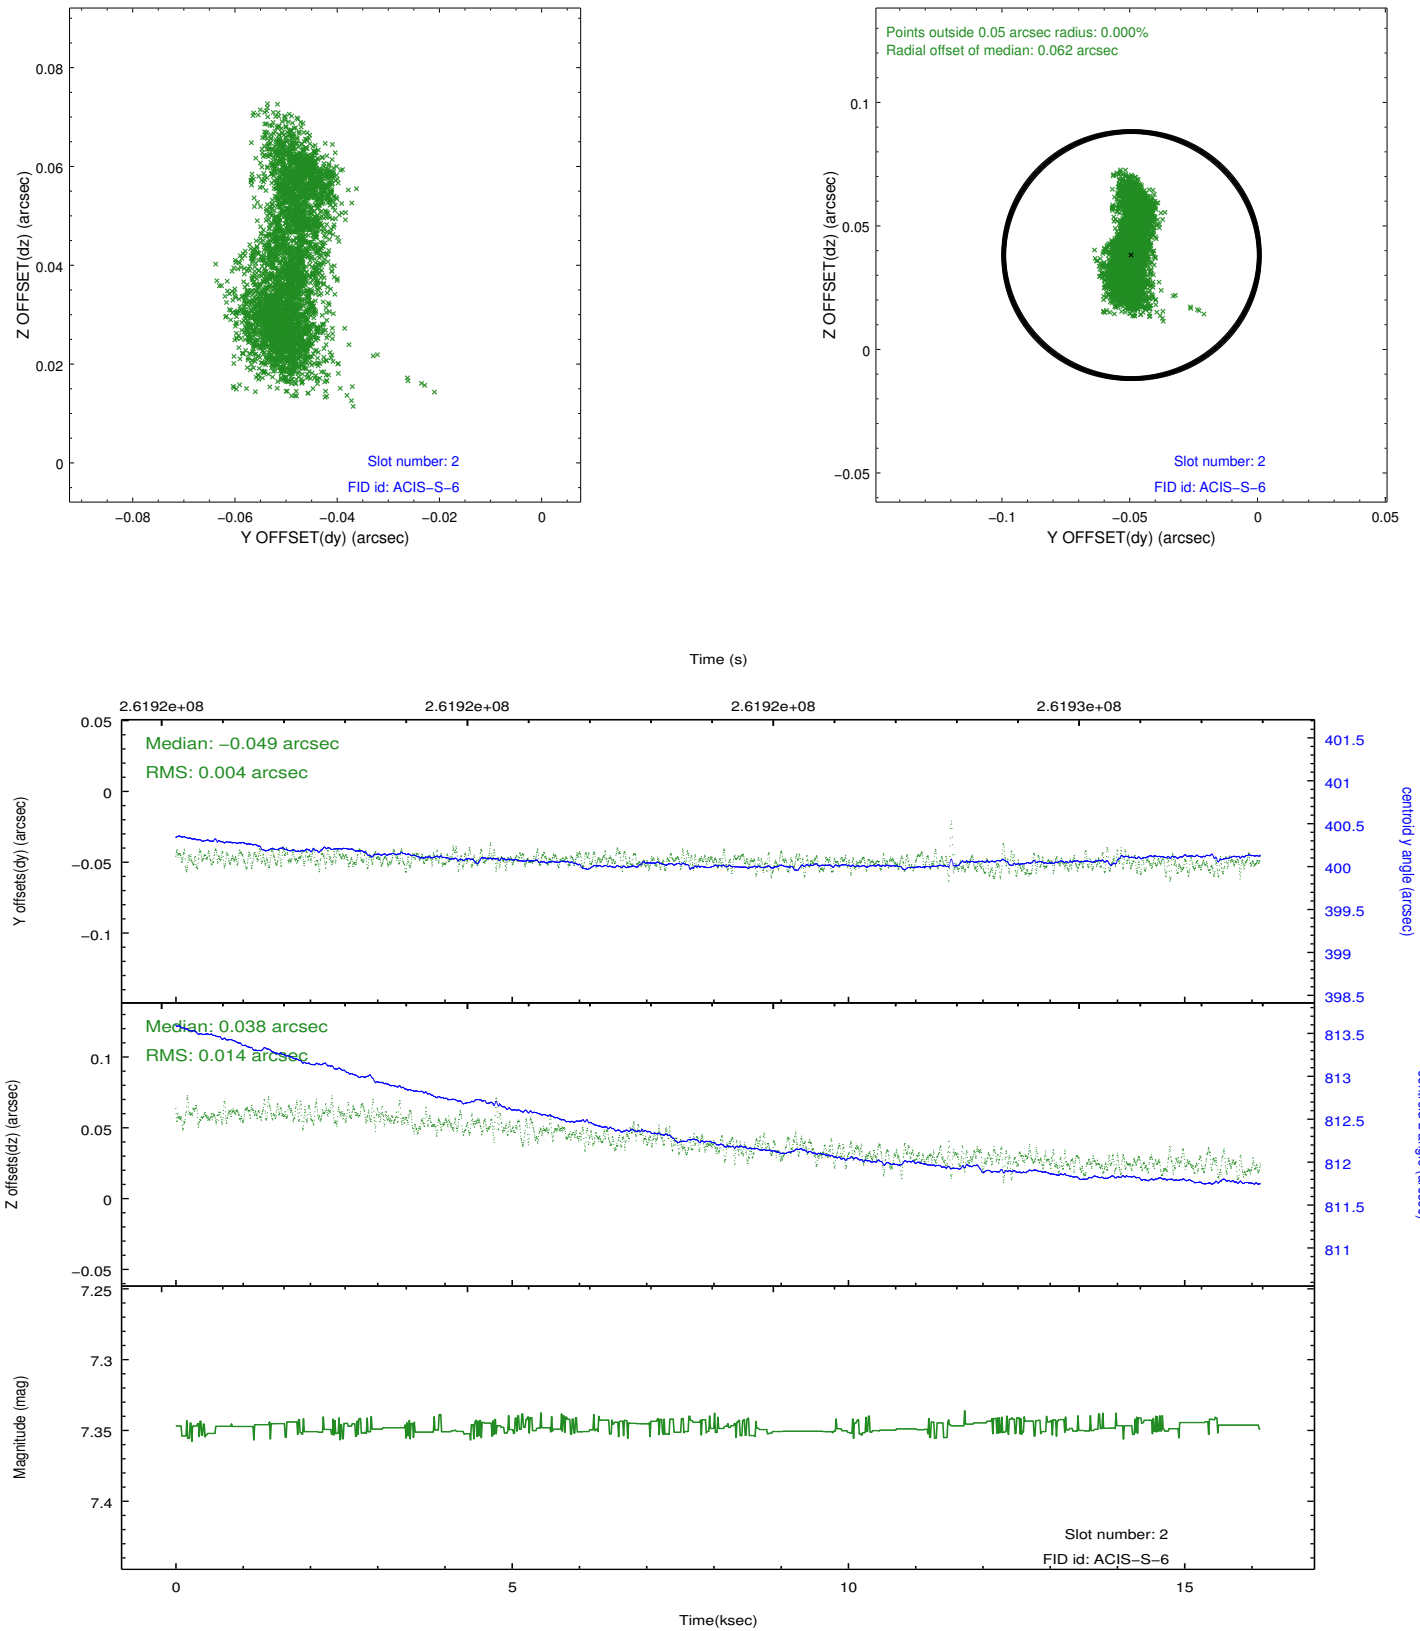 0.08
0.06
0.04
0.02
0
Z OFFSET(dz) (arcsec)
Slot number: 2
FID id: ACIS−S−6
−0.08
−0.06
−0.04
−0.02
0
Y OFFSET(dy) (arcsec)
Points outside 0.05 arcsec radius: 0.000%
Radial offset of median: 0.062 arcsec
0.1
0.05
0
−0.05
Z OFFSET(dz) (arcsec)
Slot number: 2
FID id: ACIS−S−6
−0.1
−0.05
0
0.05
Y OFFSET(dy) (arcsec)
Time (s)
2.6192e+08
2.6192e+08
2.6192e+08
2.6193e+08
0.05
0
−0.05
−0.1
Y offsets(dy) (arcsec)
Median: −0.049 arcsec
RMS: 0.004 arcsec
401.5
401
400.5
400
399.5
399
398.5
centroid y angle (arcsec)
0.1
0.05
0
−0.05
Z offsets(dz) (arcsec)
Median: 0.038 arcsec
RMS: 0.014 arcsec
813.5
813
812.5
812
811.5
811
7.25
7.3
7.35
7.4
Magnitude (mag)
Slot number: 2
FID id: ACIS−S−6
0
5
10
15
Time(ksec)